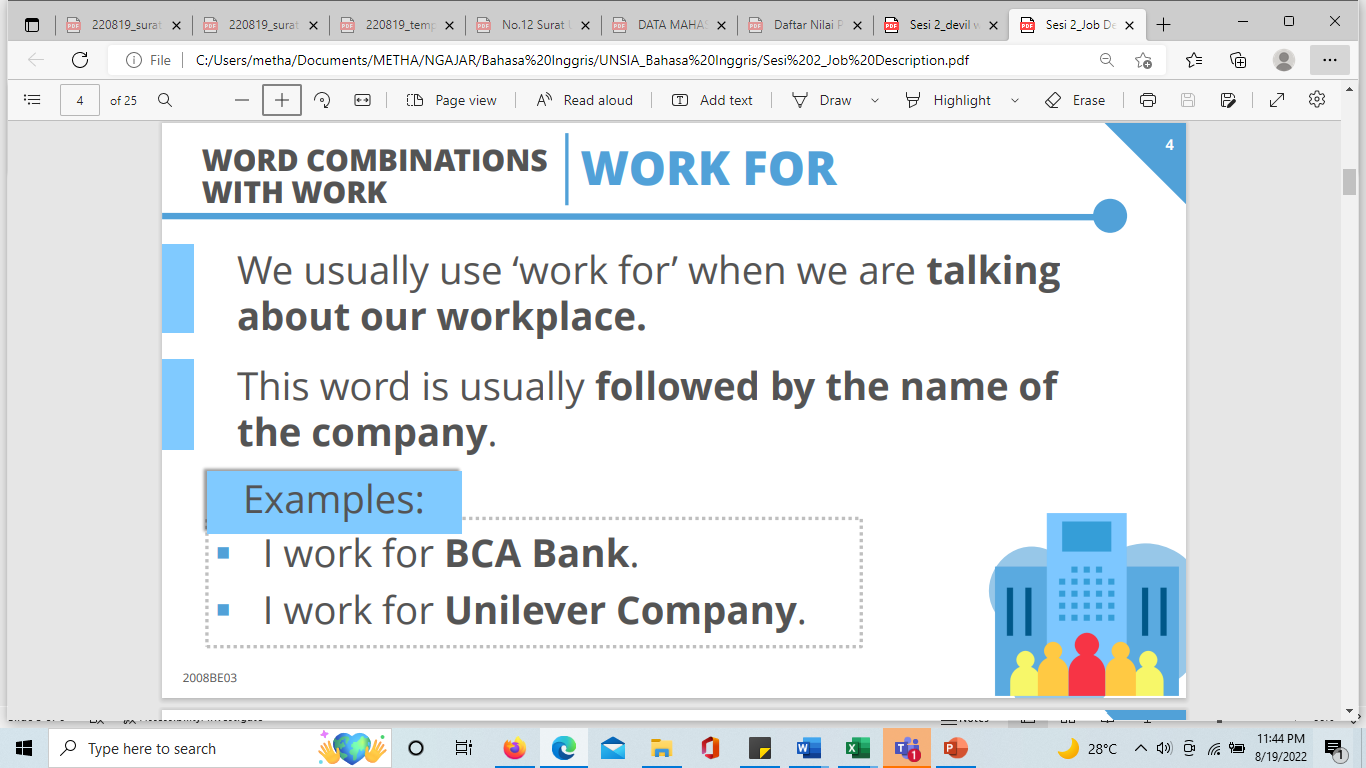 220819_surat
220819_surat
220819_temp
No.12 Surat
DATA MAHAS
Daftar Nilai P
Sesi 2_devil w
Sesi 2_Job De
File
C:/Users/metha/Documents/METHA/NGAJAR/Bahasa%20Inggris/UNSIA_Bahasa%20Inggris/Sesi%202_Job%20Description.pdf
4 of 25
Page view
Read aloud
Add text
Draw
Highlight
Erase
WORD COMBINATIONS
WITH WORK
WORK FOR
4
We usually use ‘work for’ when we are talking
about our workplace.
This word is usually followed by the name of
the company.
Examples:
▪ I work for BCA Bank.
▪ I work for Unilever Company.
2008BE03
Type here to search
28°C
11:44 PM
8/19/2022
1
1